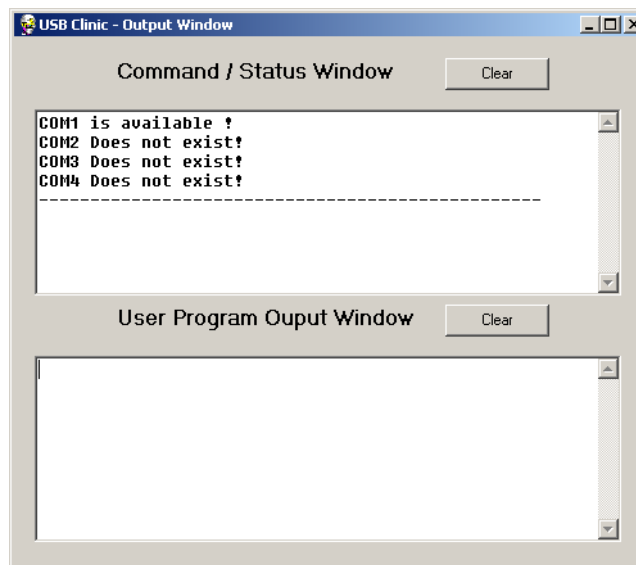 USB Clinic - Output Window
Command / Status Window
Clear
COM1 is available !
COM2 Does not exist!
COM3 Does not exist!
COM4 Does not exist!
-------------------------------------------------
User Program Ouput Window
Clear